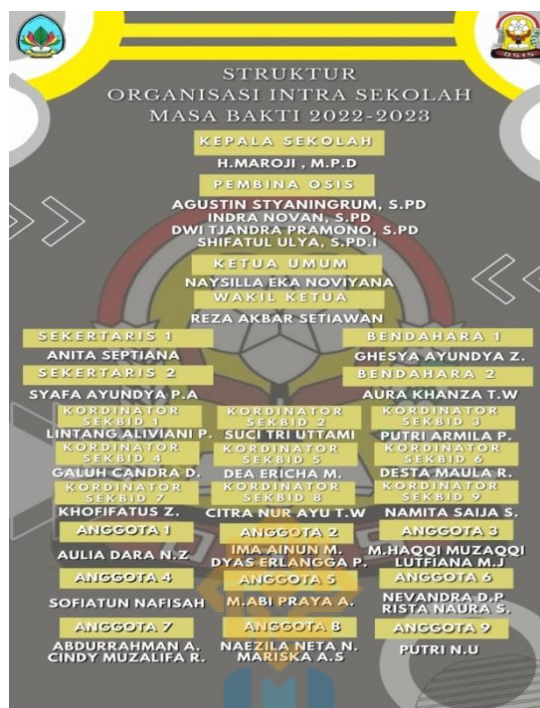 OSIS
STRUKTUR
ORGANISASI INTRA SEKOLAH
MASA BAKTI 2022-2023
KEPALA SEKOLAH
H.MAROJI , M.P.D
PEMBINA OSIS
AGUSTIN STYANINGRUM, S.PD
INDRA NOVAN, S.PD
DWI TJANDRA PRAMONO, S.PD
SHIFATUL ULYA, S.PD.I
KETUA UMUM
NAYSILLA EKA NOVIYANA
WAKIL KETUA
REZA AKBAR SETIAWAN
SEKERTARIS 1
BENDAHARA 1
ANITA SEPTIANA
GHESYA AYUNDYA Z.
SEKERTARIS 2
BENDAHARA 2
SYAFA AYUNDYA P.A
AURA KHANZA T.W
KORDINATOR SEKBID 1
KORDINATOR SEKBID 2
KORDINATOR SEKBID 3
LINTANG ALIVIANI P.
SUCI TRI UTTAMI
PUTRI ARMILA P.
KORDINATOR SEKBID 4
KORDINATOR SEKBID 5
KORDINATOR SEKBID 6
GALUH CANDRA D.
DEA ERICHA M.
DESTA MAULA R.
KORDINATOR SEKBID 7
KORDINATOR SEKBID 8
KORDINATOR SEKBID 9
KHOFIFATUS Z.
CITRA NUR AYU T.W
NAMITA SAIJA S.
ANGGOTA 1
ANGGOTA 2
ANGGOTA 3
AULIA DARA N.Z
IMA AINUN M.
DYAS ERLANGGA P.
M.HAQQI MUZAQQI
LUTFIANA M.J
ANGGOTA 4
ANGGOTA 5
ANGGOTA 6
SOFIATUN NAFISAH
M.ABI PRAYA A.
NEVANDRA D.P
RISTA NAURA S.
ANGGOTA 7
ANGGOTA 8
ANGGOTA 9
ABDURRAHMAN A.
CINDY MUZALIFA R.
NAEZILA NETA N.
MARISKA A.S
PUTRI N.U